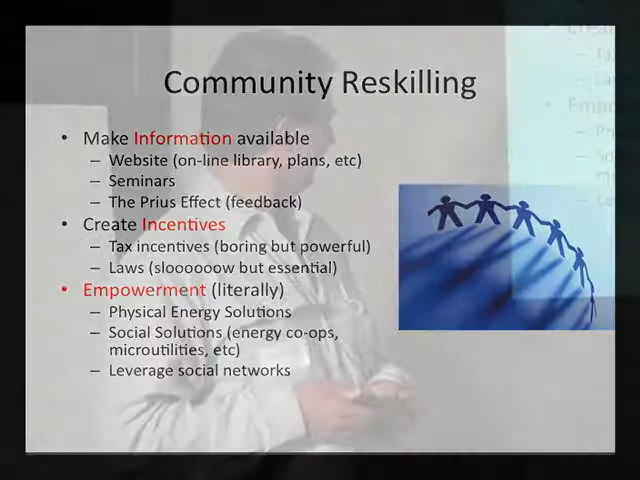 Community Reskilling
• Make Information available
– Website (on-line library, plans, etc)
– Seminars
– The Prius Effect (feedback)
• Create Incentives
– Tax incentives (boring but powerful)
– Laws (slooooow but essential)
• Empowerment (literally)
– Physical Energy Solutions
– Social Solutions (energy co-ops,
microutilities, etc)
– Leverage social networks